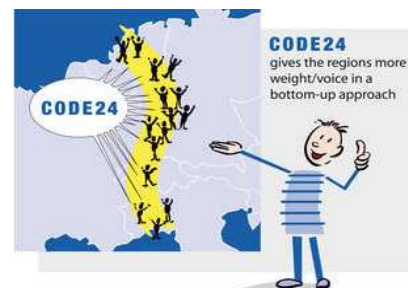 CODE24
CODE24
gives the regions more
weight/voice in a
bottom-up approach